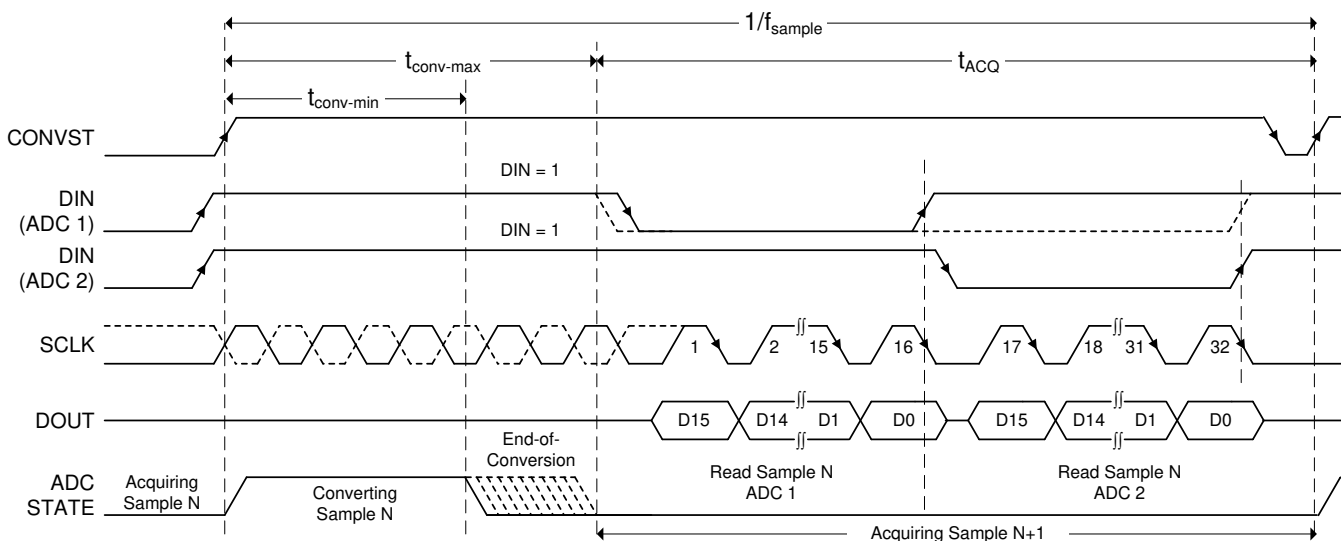 1/fsample
tconv-max
tACQ
tconv-min
CONVST
DIN = 1
DIN
(ADC 1)
DIN = 1
DIN
(ADC 2)
SCLK
1 2 15 16 17 18 31 32
DOUT
D15 D14 D1 D0 D15 D14 D1 D0
End-of-
Conversion
ADC
STATE
Acquiring
Sample N
Converting
Sample N
Read Sample N
ADC 1
Read Sample N
ADC 2
Acquiring Sample N+1